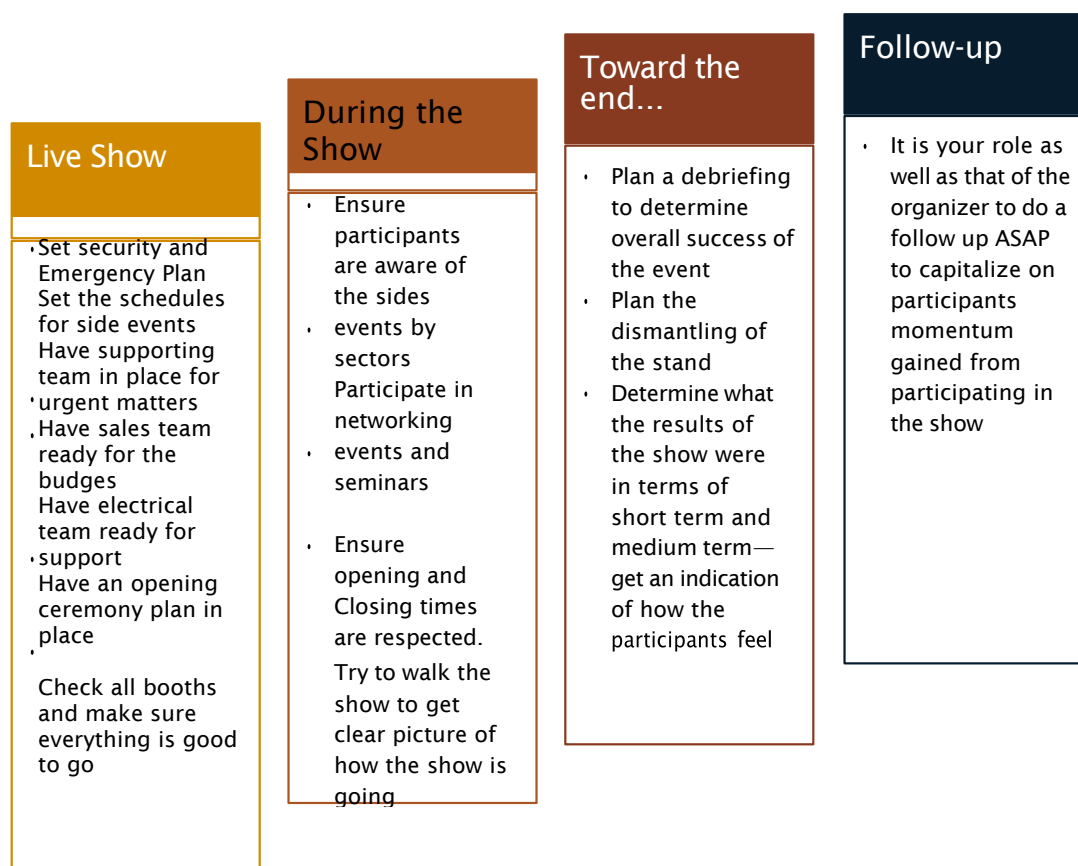 Live Show
Set security and
Emergency Plan
Set the schedules
for side events
Have supporting
team in place for
urgent matters
Have sales team
ready for the
budges
Have electrical
team ready for
support
Have an opening
ceremony plan in
place
Check all booths
and make sure
everything is good
to go
During the
Show
Ensure
participants
are aware of
the sides
events by
sectors
Participate in
networking
events and
seminars
Ensure
opening and
Closing times
are respected.
Try to walk the
show to get
clear picture of
how the show is
going
Toward the
end...
Plan a debriefing
to determine
overall success of
the event
Plan the
dismantling of
the stand
Determine what
the results of
the show were
in terms of
short term and
medium term—
get an indication
of how the
participants feel
Follow-up
It is your role as
well as that of the
organizer to do a
follow up ASAP
to capitalize on
participants
momentum
gained from
participating in
the show